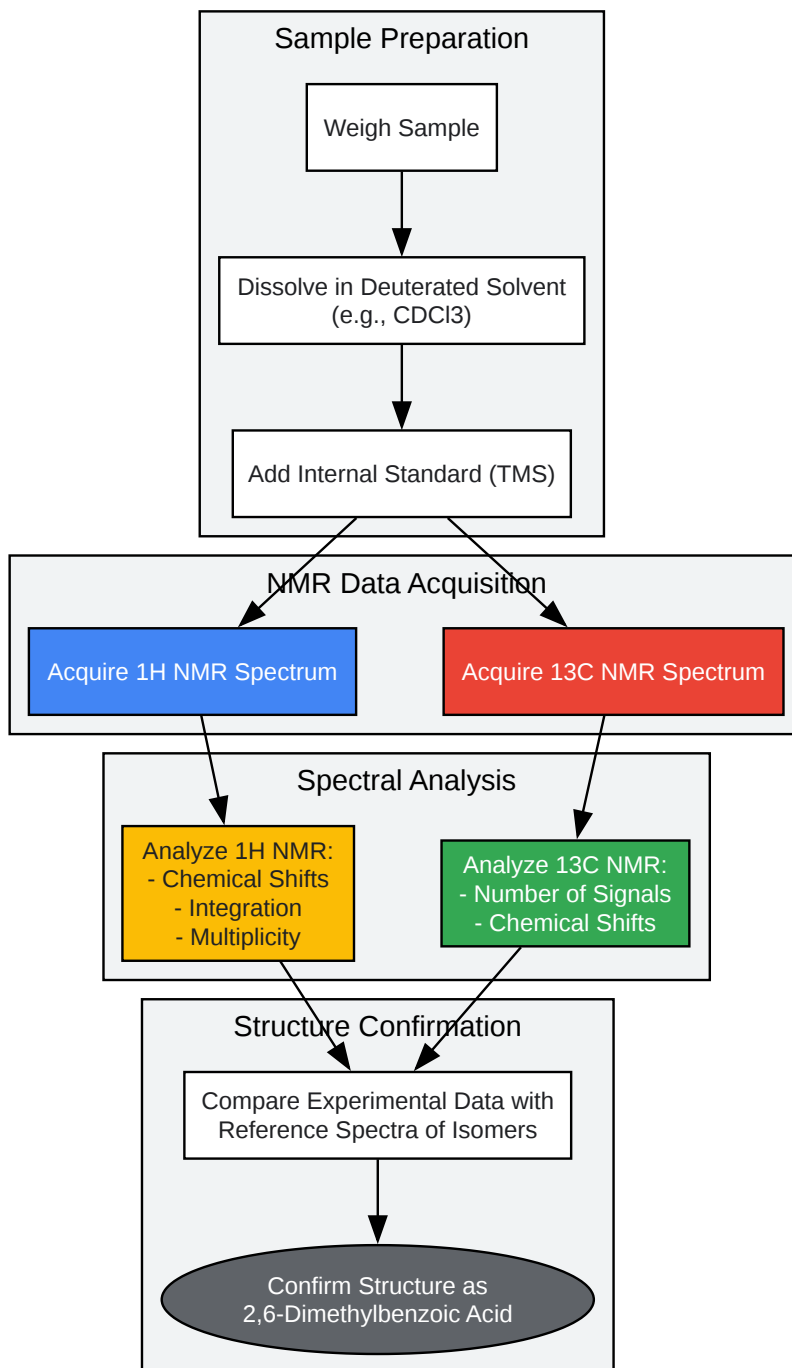 Sample Preparation
Weigh Sample
Dissolve in Deuterated Solvent
(e.g., CDCl3)
Add Internal Standard (TMS)
NMR Data Acquisition
Acquire 1H NMR Spectrum
Acquire 13C NMR Spectrum
Spectral Analysis
Analyze 1H NMR:
- Chemical Shifts
- Integration
- Multiplicity
Analyze 13C NMR:
- Number of Signals
- Chemical Shifts
Structure Confirmation
Compare Experimental Data with
Reference Spectra of Isomers
Confirm Structure as
2,6-Dimethylbenzoic Acid